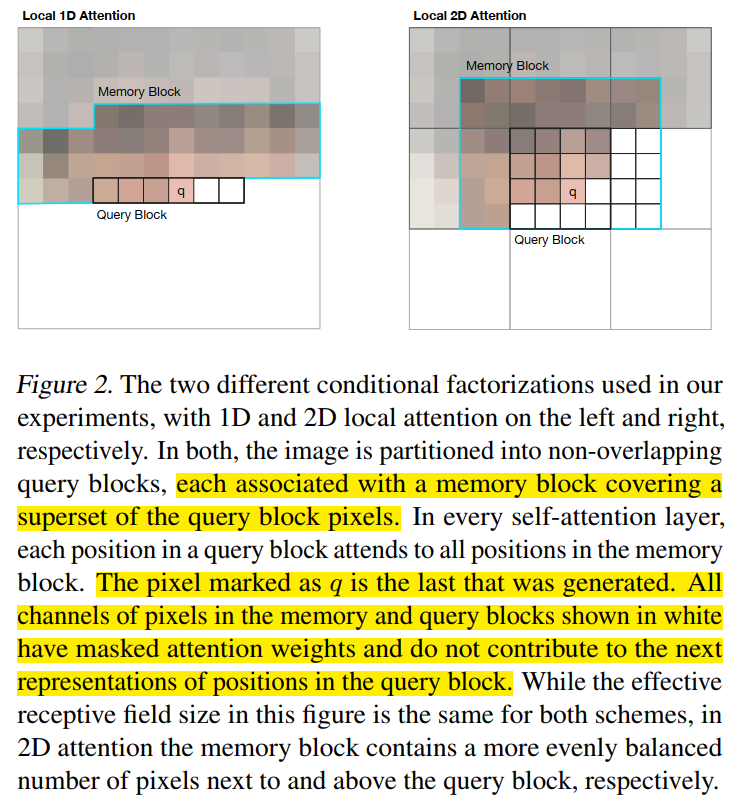 Local 1D Attention
Local 2D Attention
Memory Block
q
Query Block
Memory Block
q
Query Block
Figure 2. The two different conditional factorizations used in our
experiments, with 1D and 2D local attention on the left and right,
respectively. In both, the image is partitioned into non-overlapping
query blocks, each associated with a memory block covering a
superset of the query block pixels. In every self-attention layer,
each position in a query block attends to all positions in the memory
block. The pixel marked as q is the last that was generated. All
channels of pixels in the memory and query blocks shown in white
have masked attention weights and do not contribute to the next
representations of positions in the query block. While the effective
receptive field size in this figure is the same for both schemes, in
2D attention the memory block contains a more evenly balanced
number of pixels next to and above the query block, respectively.